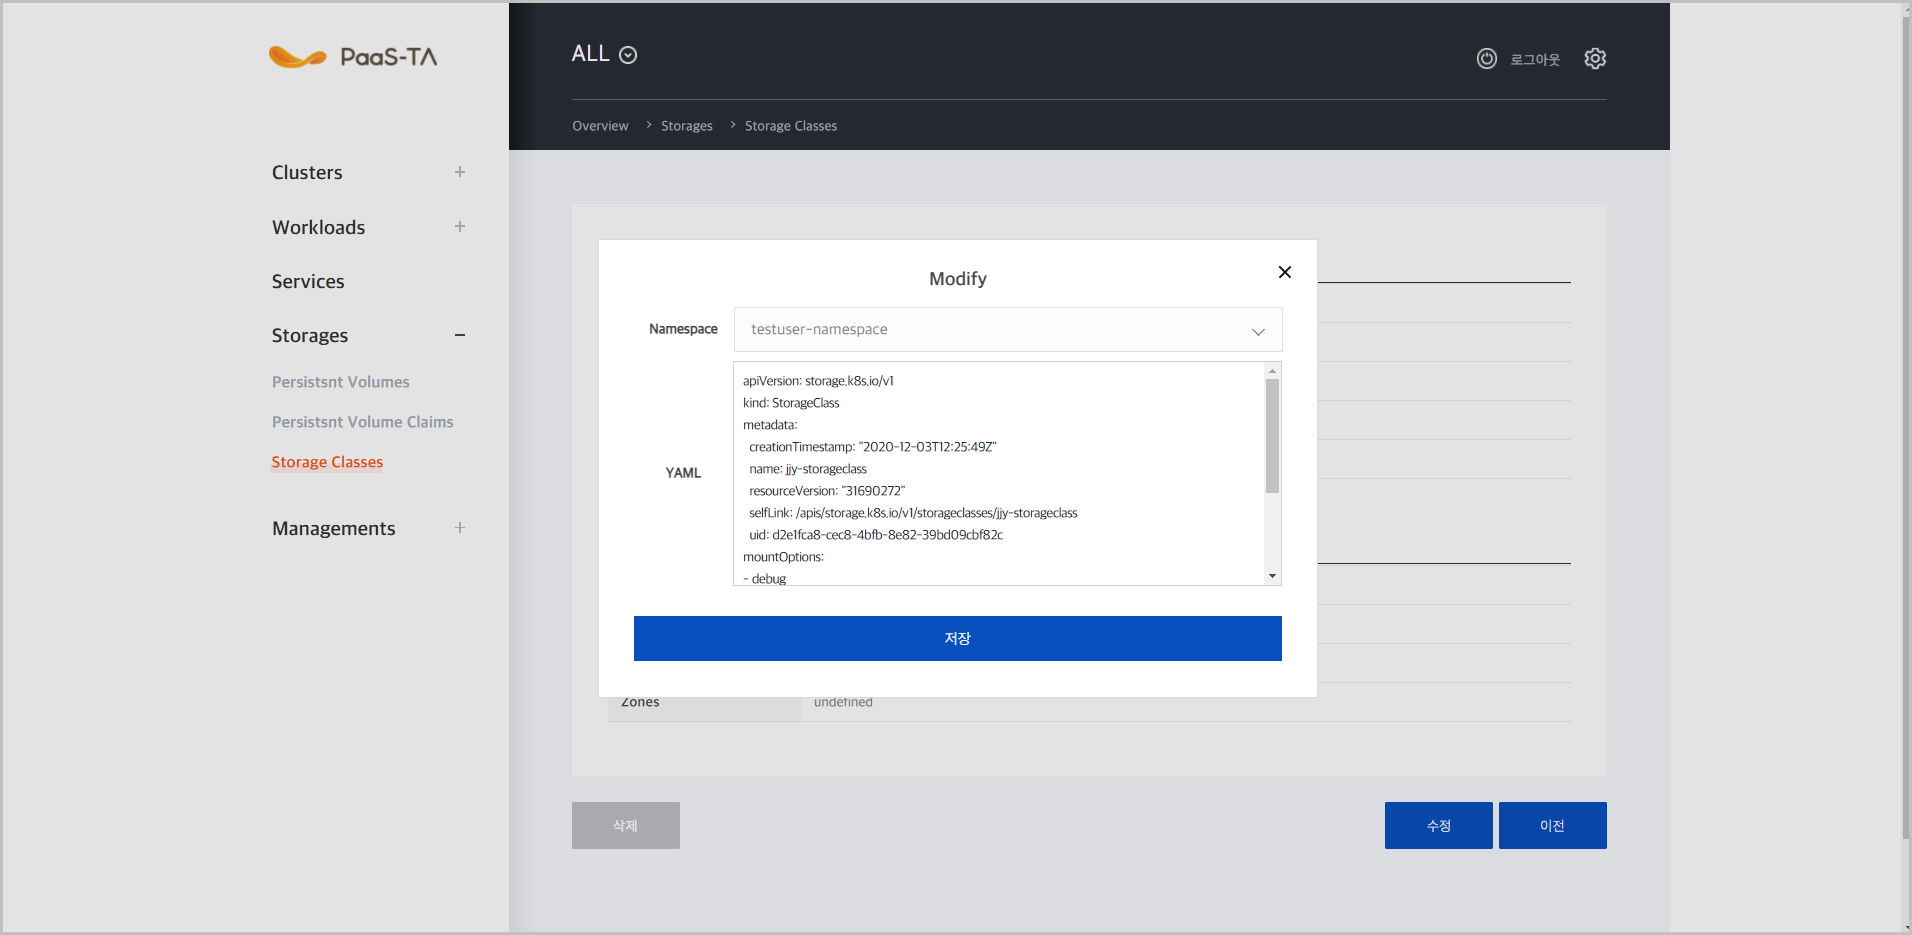 PaaS-TA
ALL
로그아웃
Overview > Storages > Storage Classes
Clusters +
Workloads +
Services
Storages −
Persistsnt Volumes
Persistsnt Volume Claims
Storage Classes
Managements +
Modify
Namespace
testuser-namespace
YAML
apiVersion: storage.k8s.io/v1
kind: StorageClass
metadata:
creationTimestamp: "2020-12-03T12:25:49Z"
name: jjy-storageclass
resourceVersion: "31690272"
selfLink: /apis/storage.k8s.io/v1/storageclasses/jjy-storageclass
uid: d2e1fca8-cec8-4bfb-8e82-39bd09cbf82c
mountOptions:
- debug
저장
Zones undefined
삭제
수정
이전